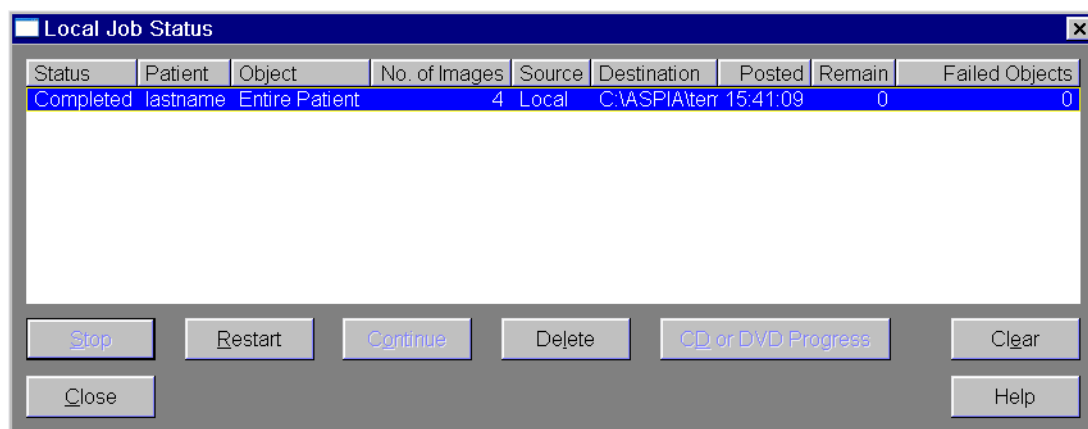 Local Job Status
Status Patient Object No. of Images Source Destination Posted Remain Failed Objects
Completed lastname Entire Patient 4 Local C:\ASPIA\tem 15:41:09 0 0
Stop Restart Continue Delete CD or DVD Progress Clear
Close Help